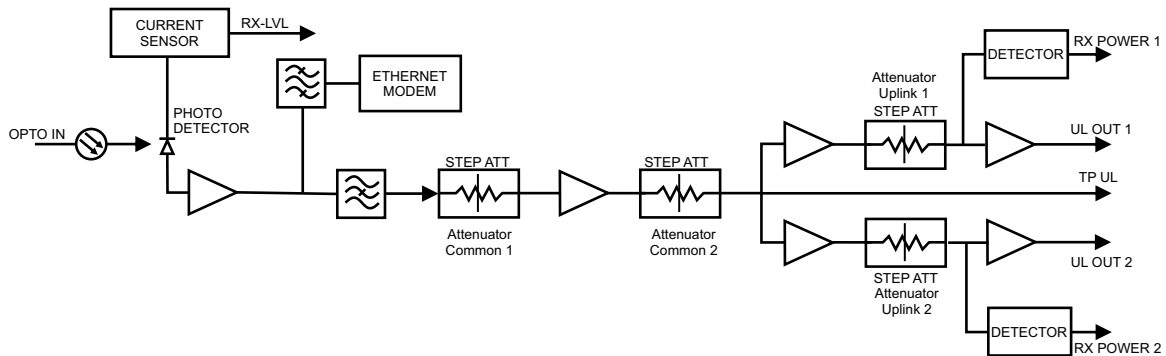 CURRENT
SENSOR
RX-LVL
OPTO IN
PHOTO
DETECTOR
ETHERNET
MODEM
STEP ATT
Attenuator
Common 1
STEP ATT
Attenuator
Common 2
Attenuator
Uplink 1
STEP ATT
DETECTOR
RX POWER 1
UL OUT 1
TP UL
STEP ATT
Attenuator
Uplink 2
UL OUT 2
DETECTOR
RX POWER 2